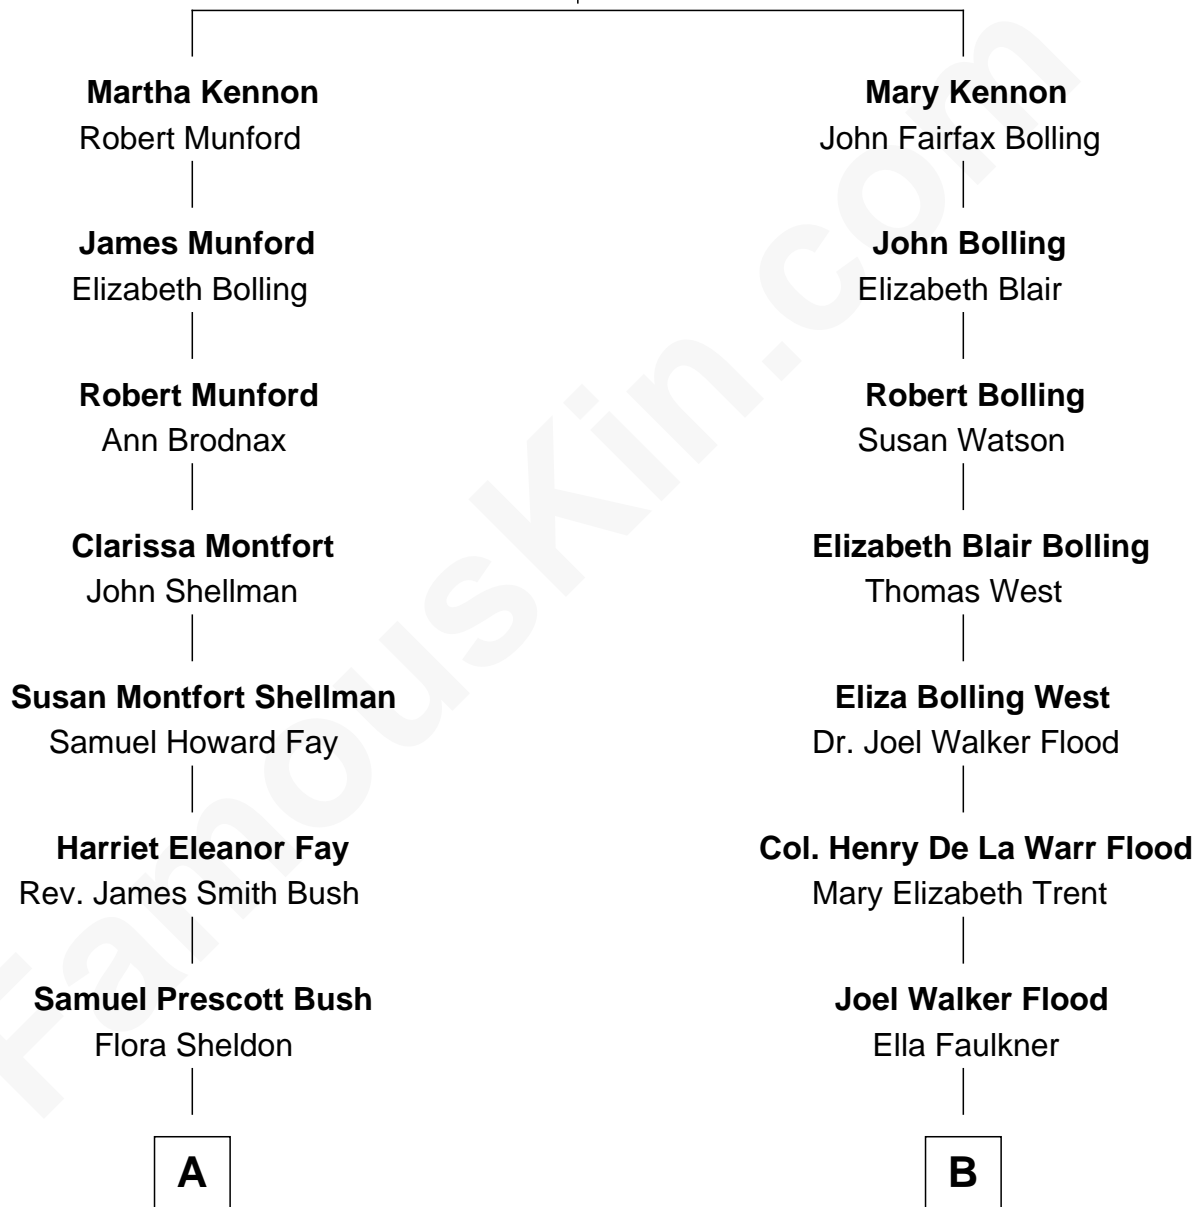 Martha Kennon
Robert Munford
James Munford
Elizabeth Bolling
Robert Munford
Ann Brodnax
Clarissa Montfort
John Shellman
Susan Montfort Shellman
Samuel Howard Fay
Harriet Eleanor Fay
Rev. James Smith Bush
Samuel Prescott Bush
Flora Sheldon
A
Mary Kennon
John Fairfax Bolling
John Bolling
Elizabeth Blair
Robert Bolling
Susan Watson
Elizabeth Blair Bolling
Thomas West
Eliza Bolling West
Dr. Joel Walker Flood
Col. Henry De La Warr Flood
Mary Elizabeth Trent
Joel Walker Flood
Ella Faulkner
B
FamousKin.com